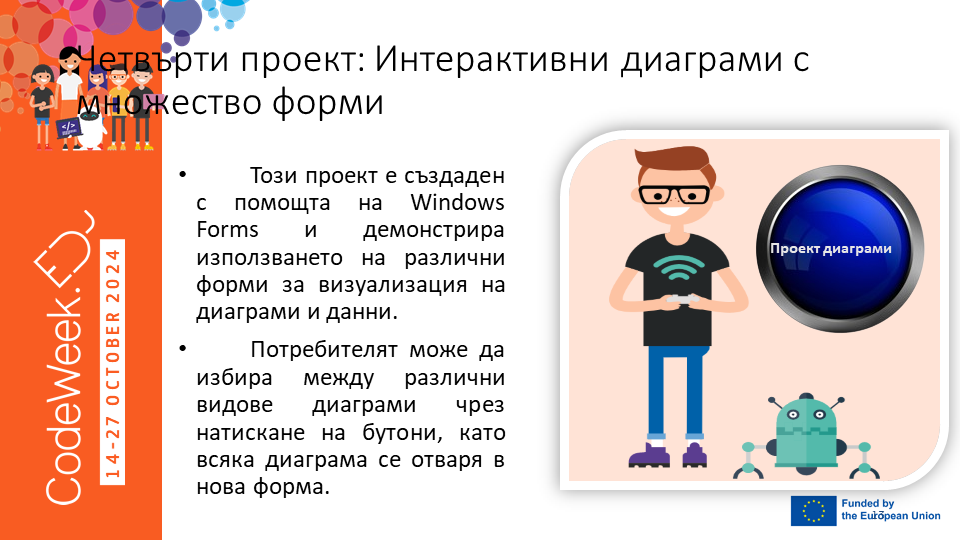 Четвърти проект: Интерактивни диаграми с
множество форми
• Този проект е създаден
с помощта на Windows
Forms и демонстрира
използването на различни
форми за визуализация на
диаграми и данни.
• Потребителят може да
избира между различни
видове диаграми чрез
натискане на бутони, като
всяка диаграма се отваря в
нова форма.
Проект диаграми
CodeWeek.EU
14-27 OCTOBER 2024
</>
Funded by
the European Union
13